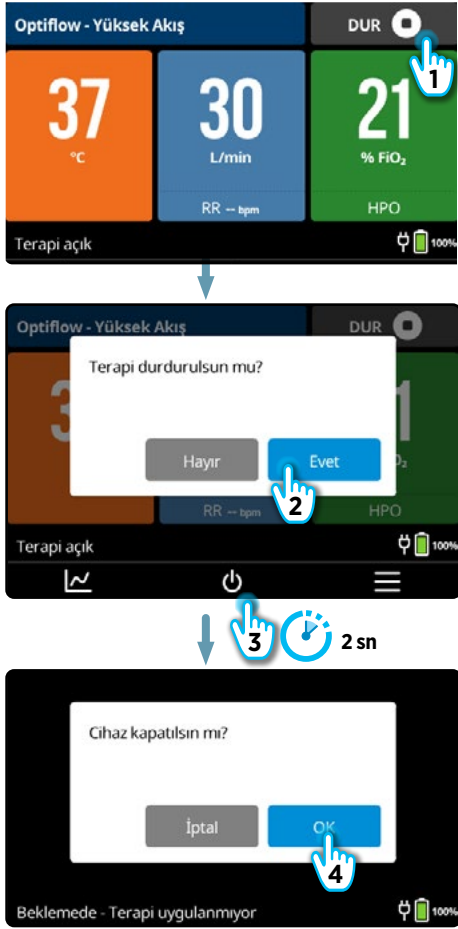 Optiflow - Yüksek Akış DUR
1
37 30 21
°C L/min % FiO₂
RR -- bpm HPO
Terapi açık 100%
Optiflow - Yüksek Akış DUR
Terapi durdurulsun mu?
Hayır Evet
2
RR -- bpm HPO
Terapi açık 100%
3 2 sn
Cihaz kapatılsın mı?
İptal OK
4
Beklemede - Terapi uygulanmıyor 100%